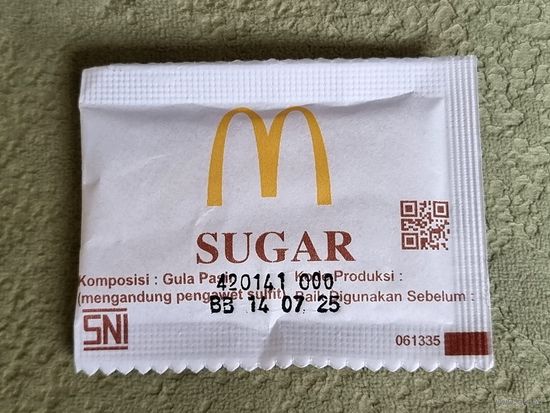 SUGAR
Komposisi : Gula Pasir Kode Produksi :
420141 000
(mengandung pengawet sulfit) Baik Digunakan Sebelum :
BB 14 07 25
SNI
061335